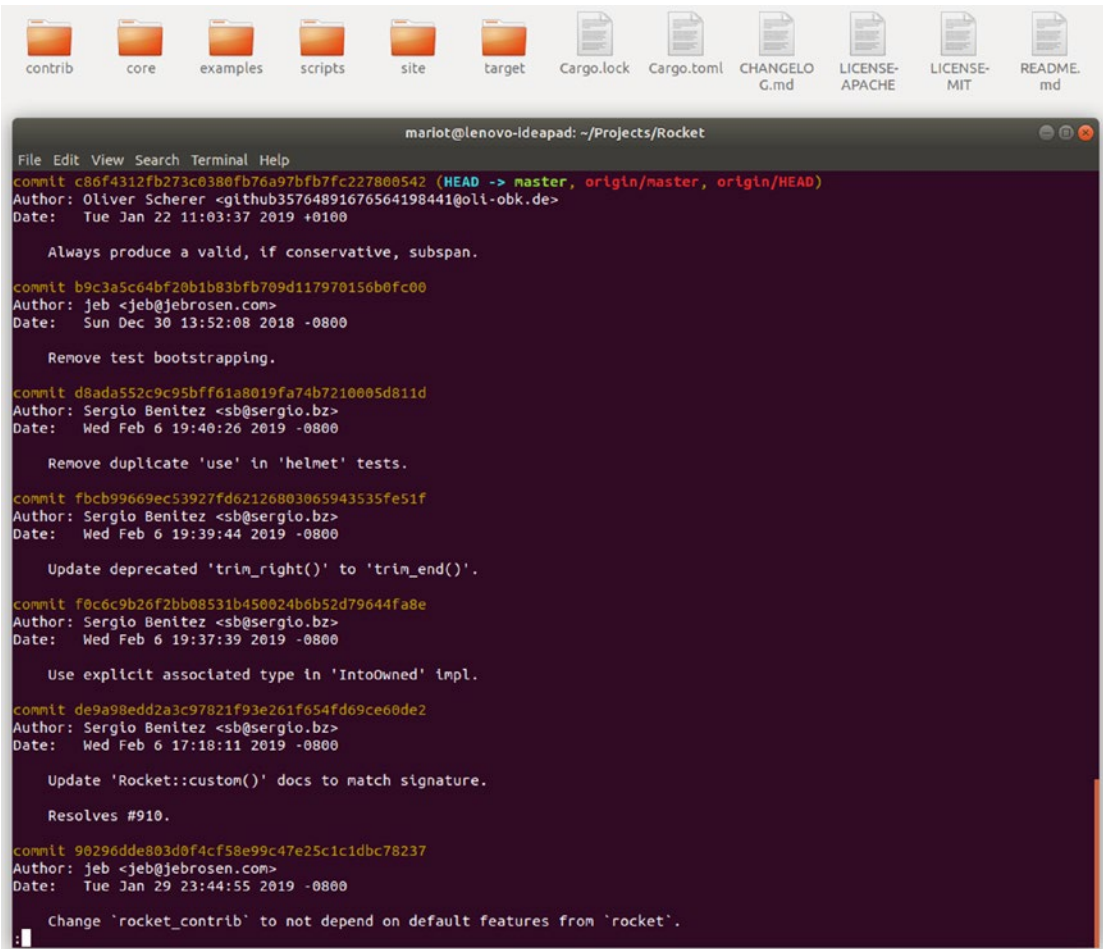 contrib core examples scripts site target Cargo.lock Cargo.toml CHANGELO LICENSE- LICENSE- README.
G.md APACHE MIT md
mariot@lenovo-ideapad: ~/Projects/Rocket
File Edit View Search Terminal Help
commit c86f4312fb273c0380fb76a97bfb7fc227800542 (HEAD -> master, origin/master, origin/HEAD)
Author: Oliver Scherer <github35764891676564198441@oli-obk.de>
Date:   Tue Jan 22 11:03:37 2019 +0100
    Always produce a valid, if conservative, subspan.
commit b9c3a5c64bf20b1b83bfb709d117970156b0fc00
Author: jeb <jeb@jebrosen.com>
Date:   Sun Dec 30 13:52:08 2018 -0800
    Remove test bootstrapping.
commit d8ada552c9c95bff61a8019fa74b7210005d811d
Author: Sergio Benitez <sb@sergio.bz>
Date:   Wed Feb 6 19:40:26 2019 -0800
    Remove duplicate 'use' in 'helmet' tests.
commit fbcb99669ec53927fd62126803065943535fe51f
Author: Sergio Benitez <sb@sergio.bz>
Date:   Wed Feb 6 19:39:44 2019 -0800
    Update deprecated 'trim_right()' to 'trim_end()'.
commit f0c6c9b26f2bb08531b450024b6b52d79644fa8e
Author: Sergio Benitez <sb@sergio.bz>
Date:   Wed Feb 6 19:37:39 2019 -0800
    Use explicit associated type in 'IntoOwned' impl.
commit de9a98edd2a3c97821f93e261f654fd69ce60de2
Author: Sergio Benitez <sb@sergio.bz>
Date:   Wed Feb 6 17:18:11 2019 -0800
    Update 'Rocket::custom()' docs to match signature.
    Resolves #910.
commit 90296dde803d0f4cf58e99c47e25c1c1dbc78237
Author: jeb <jeb@jebrosen.com>
Date:   Tue Jan 29 23:44:55 2019 -0800
    Change `rocket_contrib` to not depend on default features from `rocket`.
: